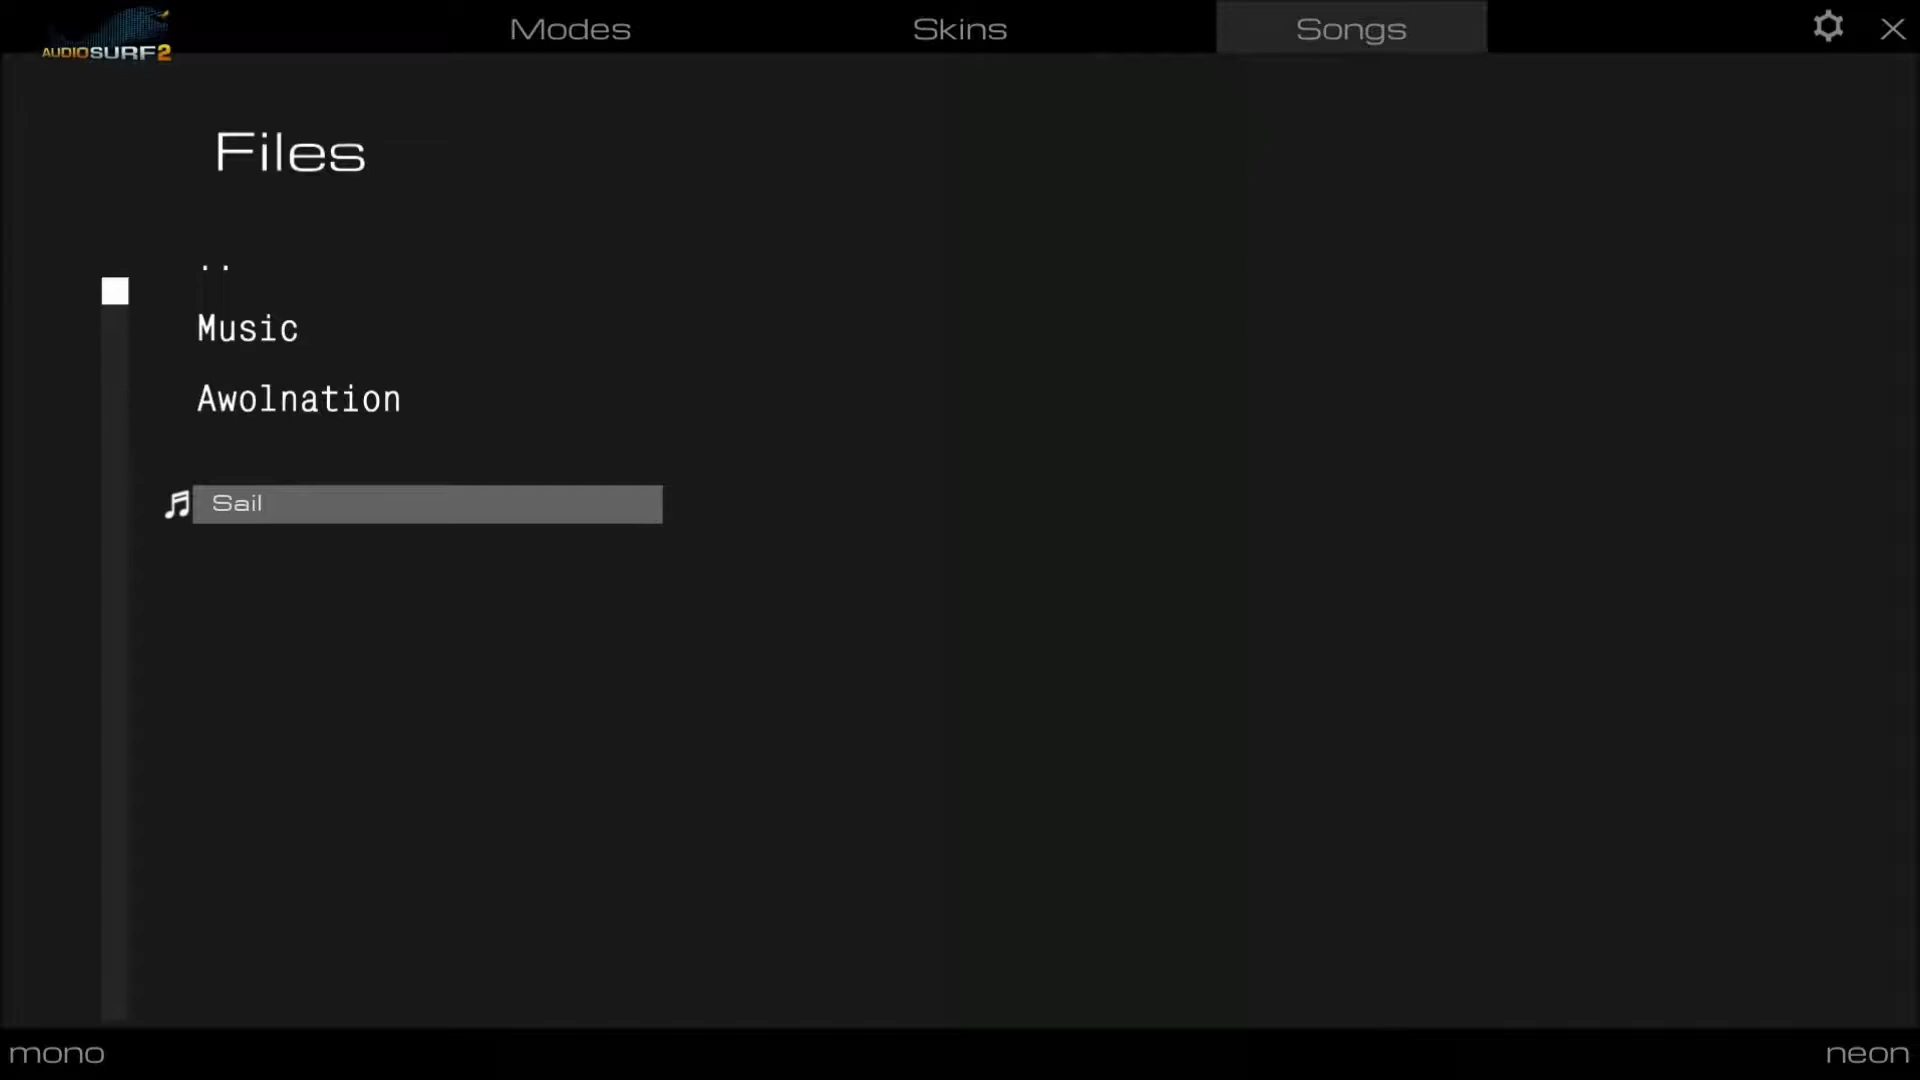 AUDIOSURF2
Modes
Skins
Songs
Files
..
Music
Awolnation
Sail
mono
neon